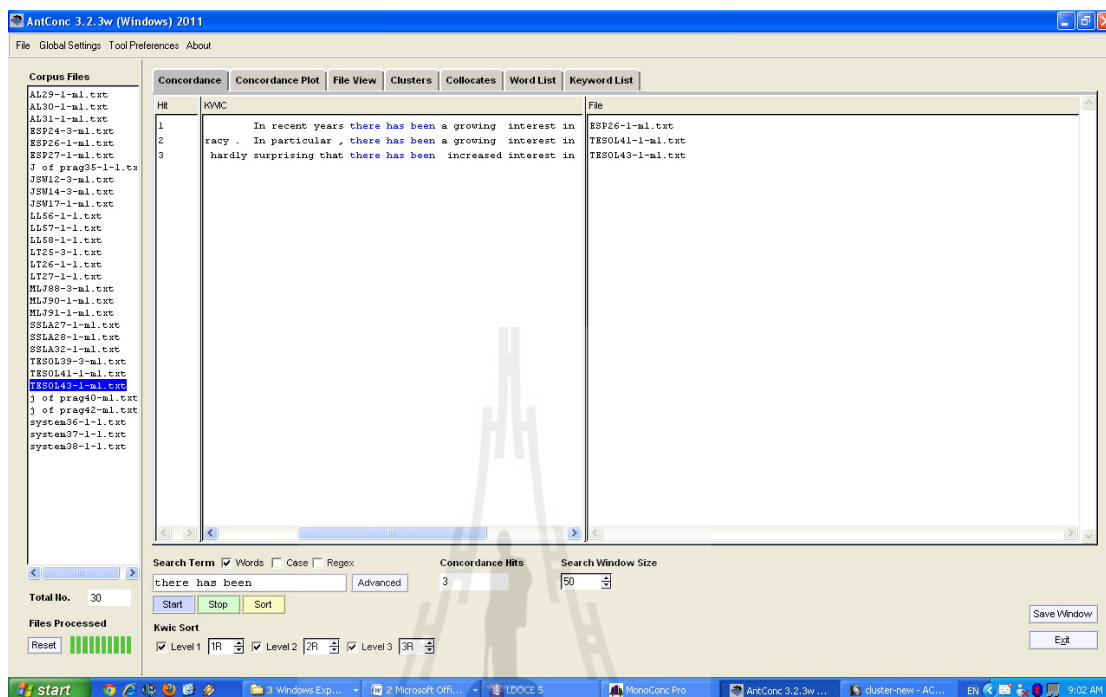 AntConc 3.2.3w (Windows) 2011
File Global Settings Tool Preferences About
Corpus Files
AL29-1-ml.txt
AL30-1-ml.txt
AL31-1-ml.txt
ESP24-3-ml.txt
ESP26-1-ml.txt
ESP27-1-ml.txt
J of prag35-1-1.tx
JSW12-3-ml.txt
JSW14-3-ml.txt
JSW17-1-ml.txt
LL56-1-1.txt
LL57-1-1.txt
LL58-1-1.txt
LT25-3-1.txt
LT26-1-1.txt
LT27-1-1.txt
MLJ88-3-ml.txt
MLJ90-1-ml.txt
MLJ91-1-ml.txt
SSLA27-1-ml.txt
SSLA28-1-ml.txt
SSLA32-1-ml.txt
TESOL39-3-ml.txt
TESOL41-1-ml.txt
TESOL43-1-ml.txt
j of prag40-ml.txt
j of prag42-ml.txt
system36-1-1.txt
system37-1-1.txt
system38-1-1.txt
Total No. 30
Files Processed
Reset
Concordance Concordance Plot File View Clusters Collocates Word List Keyword List
Hit KWIC File
1 In recent years there has been a growing interest in ESP26-1-ml.txt
2 racy . In particular , there has been a growing interest in TESOL41-1-ml.txt
3 hardly surprising that there has been increased interest in TESOL43-1-ml.txt
Search Term Words Case Regex Concordance Hits Search Window Size
there has been Advanced 3 50
Start Stop Sort
Kwic Sort
Level 1 1R Level 2 2R Level 3 3R
Save Window
Exit
start 3 Windows Exp... 2 Microsoft Offi... LDOCE 5 MonoConc Pro AntConc 3.2.3w ... cluster-new - AC... EN 9:02 AM